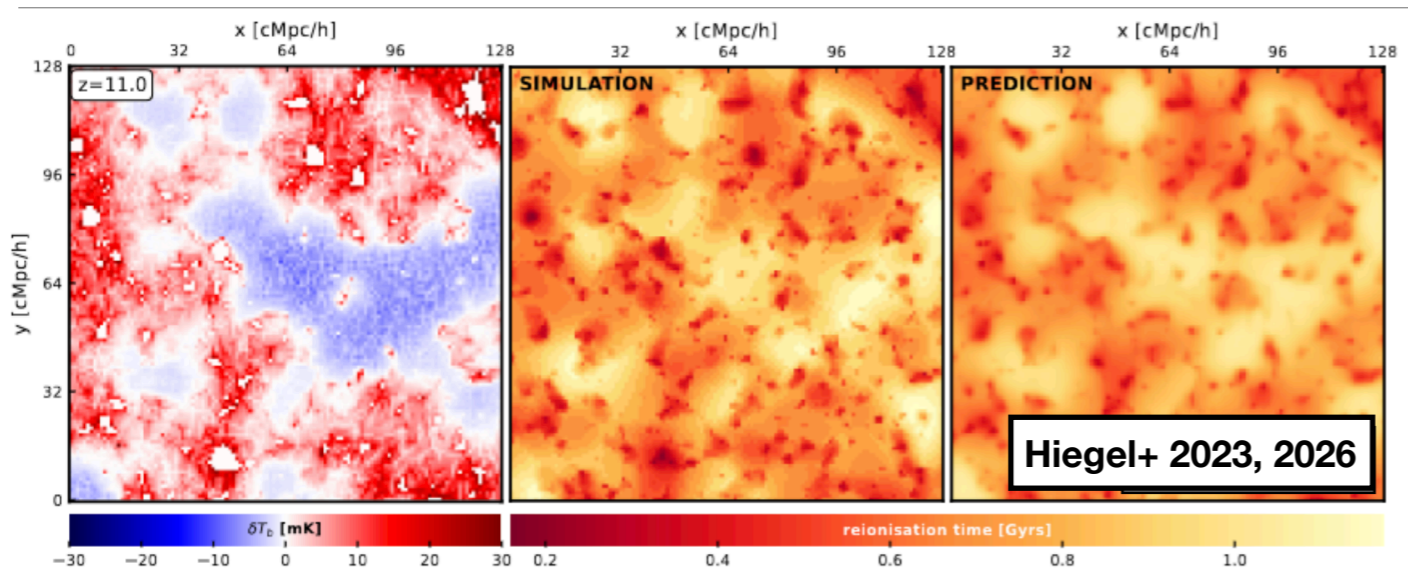 x [cMpc/h] x [cMpc/h] x [cMpc/h]
0 32 64 96 128 32 64 96 128 32 64 96 128
128
z=11.0
SIMULATION
PREDICTION
96
y [cMpc/h]
64
32
Hiegel+ 2023, 2026
0
δT_b [mK]
reionisation time [Gyrs]
−30 −20 −10 0 10 20 30 0.2 0.4 0.6 0.8 1.0